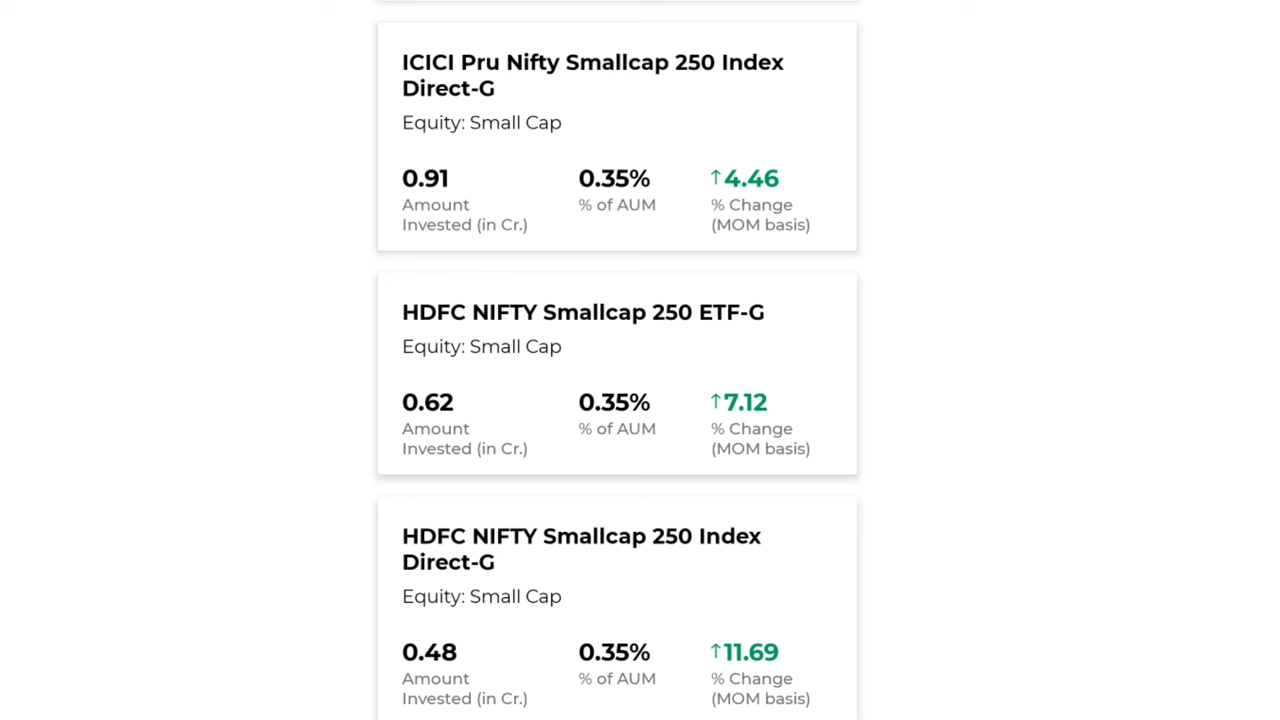 ICICI Pru Nifty Smallcap 250 Index
Direct-G
Equity: Small Cap
0.91 0.35% ↑4.46
Amount % of AUM % Change
Invested (in Cr.) (MOM basis)
HDFC NIFTY Smallcap 250 ETF-G
Equity: Small Cap
0.62 0.35% ↑7.12
Amount % of AUM % Change
Invested (in Cr.) (MOM basis)
HDFC NIFTY Smallcap 250 Index
Direct-G
Equity: Small Cap
0.48 0.35% ↑11.69
Amount % of AUM % Change
Invested (in Cr.) (MOM basis)